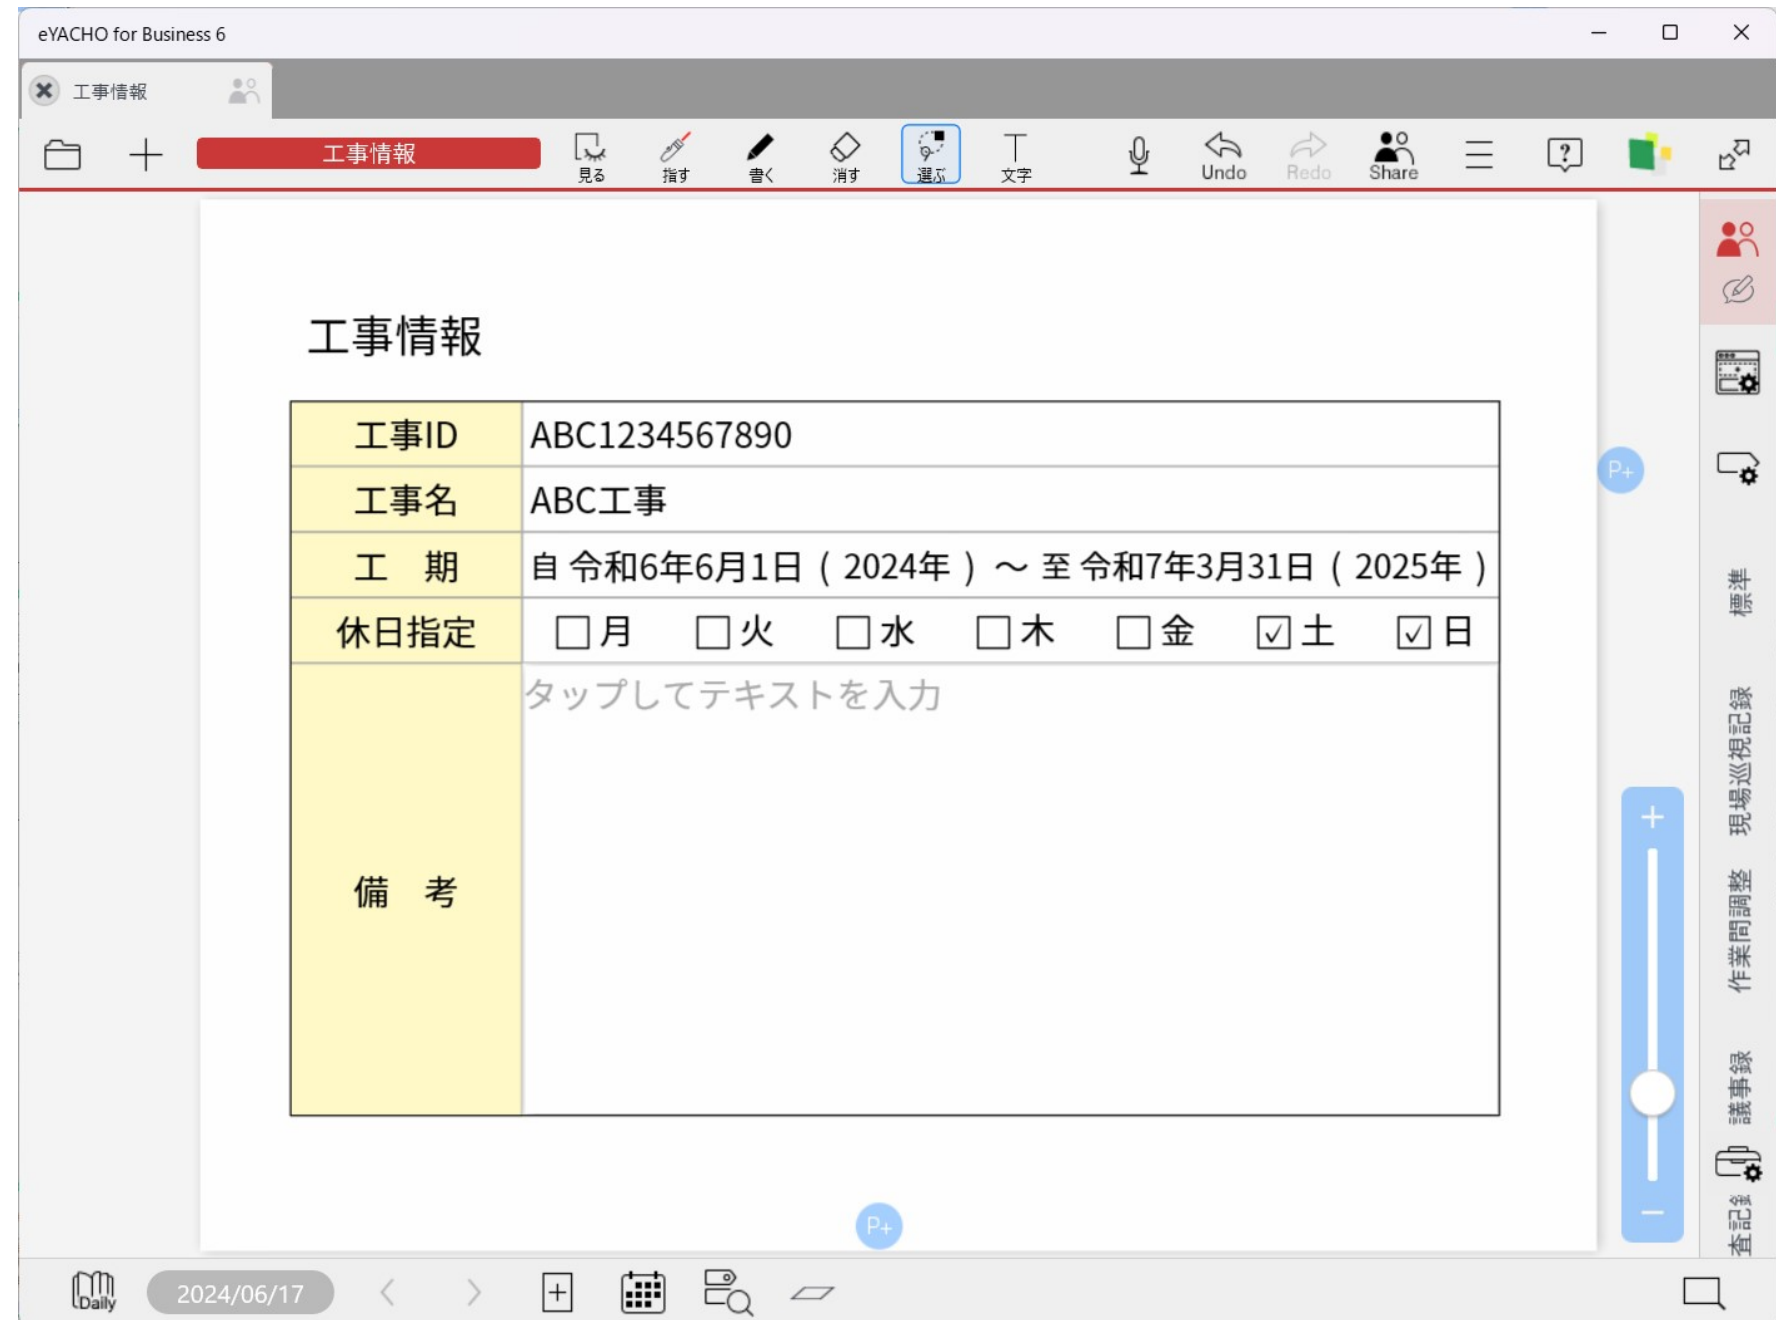 eYACHO for Business 6
工事情報
工事情報
見る
指す
書く
消す
選ぶ
文字
Undo
Redo
Share
工事情報
工事ID ABC1234567890
工事名 ABC工事
工　期 自 令和6年6月1日 ( 2024年 ) ～ 至 令和7年3月31日 ( 2025年 )
休日指定 □月 □火 □水 □木 □金 ☑土 ☑日
タップしてテキストを入力
備　考
P+
P+
標準
現場巡視記録
作業間調整
議事録
査記録
Daily
2024/06/17